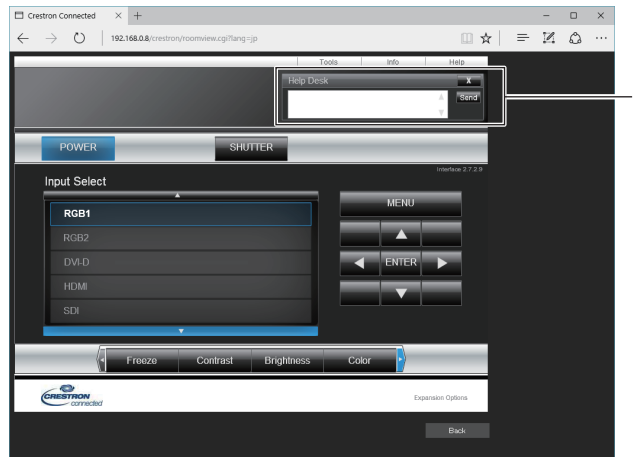 Crestron Connected
192.168.0.8/crestron/roomview.cgi?lang=jp
Tools Info Help
Help Desk X
Send
POWER SHUTTER
Interface 2.7.2.9
Input Select
RGB1
RGB2
DVI-D
HDMI
SDI
MENU
ENTER
Freeze Contrast Brightness Color
CRESTRON
connected
Expansion Options
Back